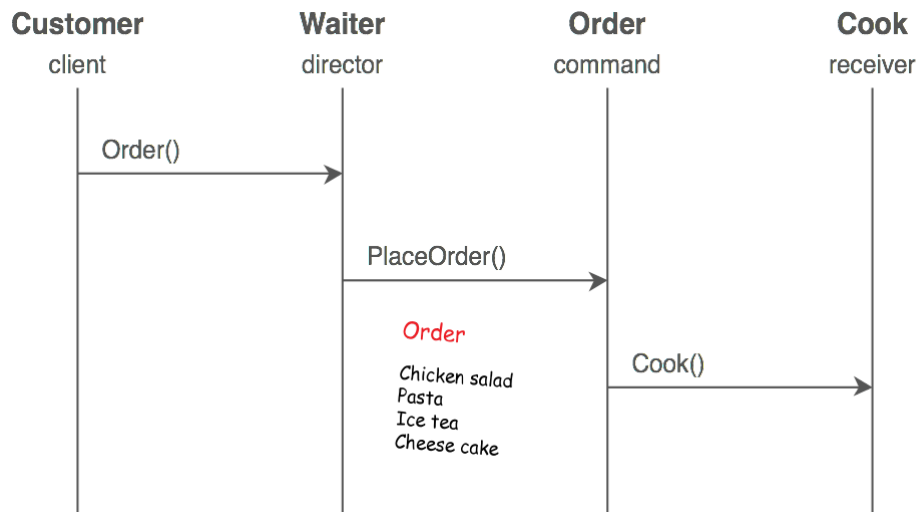 Customer Waiter Order Cook
client director command receiver
Order()
PlaceOrder()
Order
Cook()
Chicken salad
Pasta
Ice tea
Cheese cake